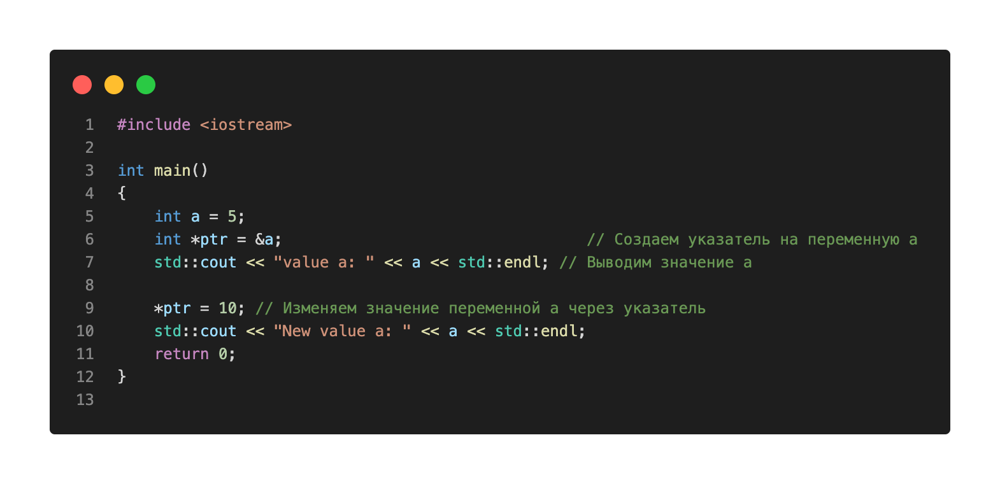 1 #include <iostream>
2
3 int main()
4 {
5     int a = 5;
6     int *ptr = &a;                                 // Создаем указатель на переменную a
7     std::cout << "value a: " << a << std::endl; // Выводим значение a
8
9     *ptr = 10; // Изменяем значение переменной a через указатель
10     std::cout << "New value a: " << a << std::endl;
11     return 0;
12 }
13